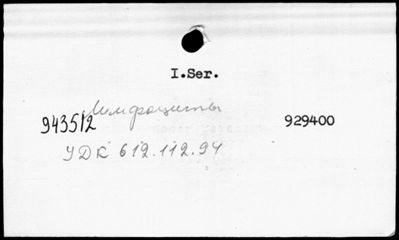 I.Ser.
Лимфоциты
943512 929400
УДК 612.112.94